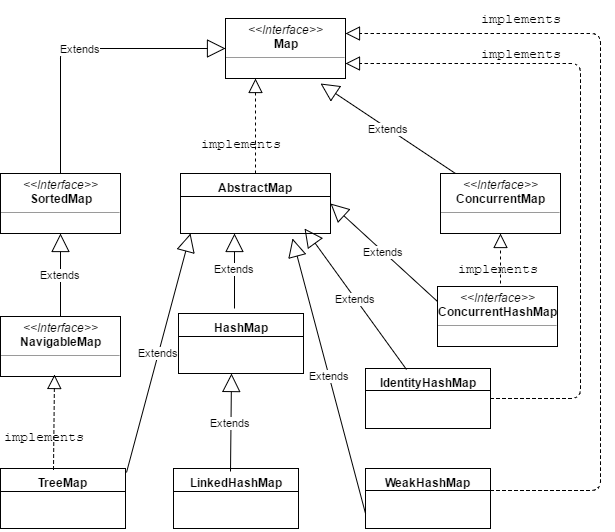 implements
<<Interface>>
Map
Extends
implements
Extends
implements
<<Interface>>
SortedMap
AbstractMap
<<Interface>>
ConcurrentMap
Extends
Extends
Extends
implements
Extends
<<Interface>>
ConcurrentHashMap
<<Interface>>
NavigableMap
HashMap
Extends
Extends
Extends
IdentityHashMap
Extends
implements
TreeMap
LinkedHashMap
WeakHashMap